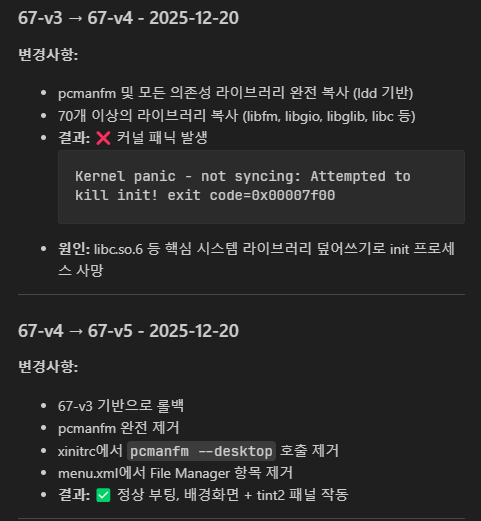 67-v3 → 67-v4 - 2025-12-20
변경사항:
• pcmanfm 및 모든 의존성 라이브러리 완전 복사 (ldd 기반)
• 70개 이상의 라이브러리 복사 (libfm, libgio, libglib, libc 등)
• 결과: ❌ 커널 패닉 발생
Kernel panic - not syncing: Attempted to
kill init! exit code=0x00007f00
• 원인: libc.so.6 등 핵심 시스템 라이브러리 덮어쓰기로 init 프로세
스 사망
67-v4 → 67-v5 - 2025-12-20
변경사항:
• 67-v3 기반으로 롤백
• pcmanfm 완전 제거
• xinitrc에서 pcmanfm --desktop 호출 제거
• menu.xml에서 File Manager 항목 제거
• 결과: ✅ 정상 부팅, 배경화면 + tint2 패널 작동